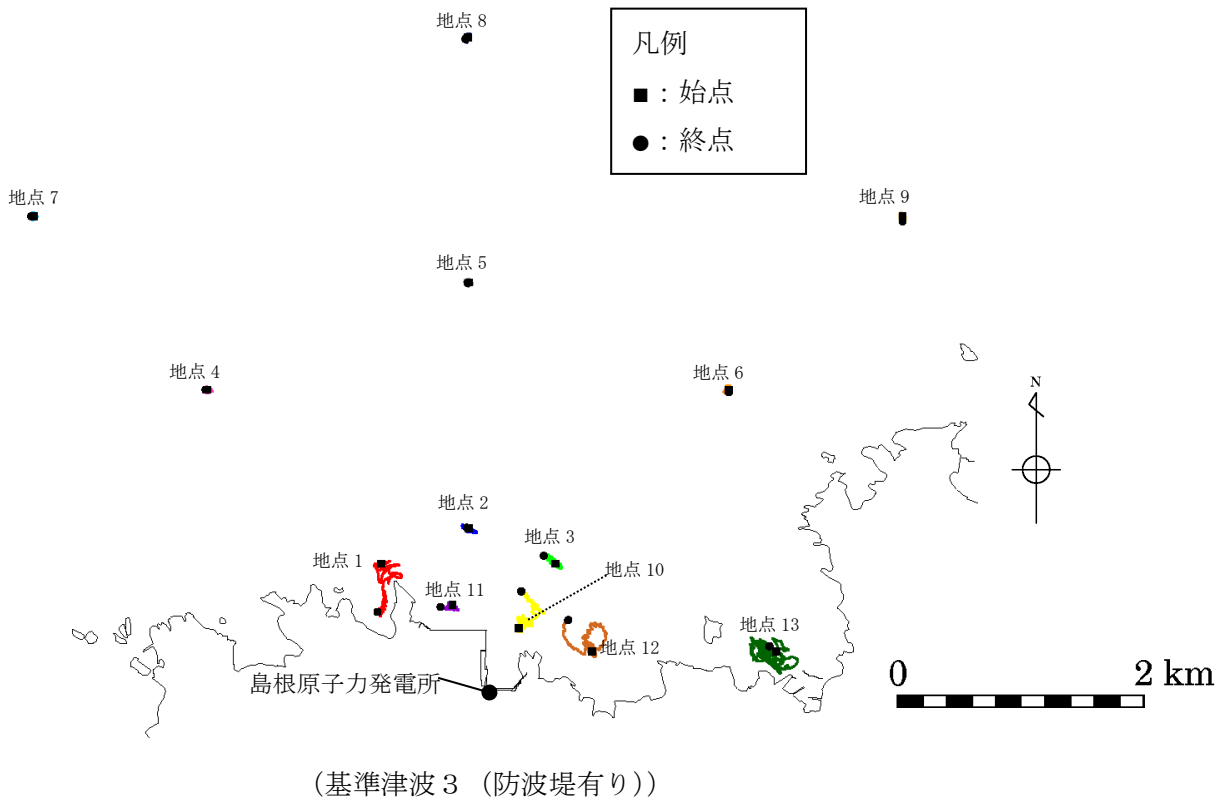 地点 8
凡例
■：始点
●：終点
地点 7
地点 9
地点 5
地点 4
地点 6
N
地点 2
地点 3
地点 1
地点 10
地点 11
地点 12
地点 13
島根原子力発電所
0 2 km
(基準津波３（防波堤有り))